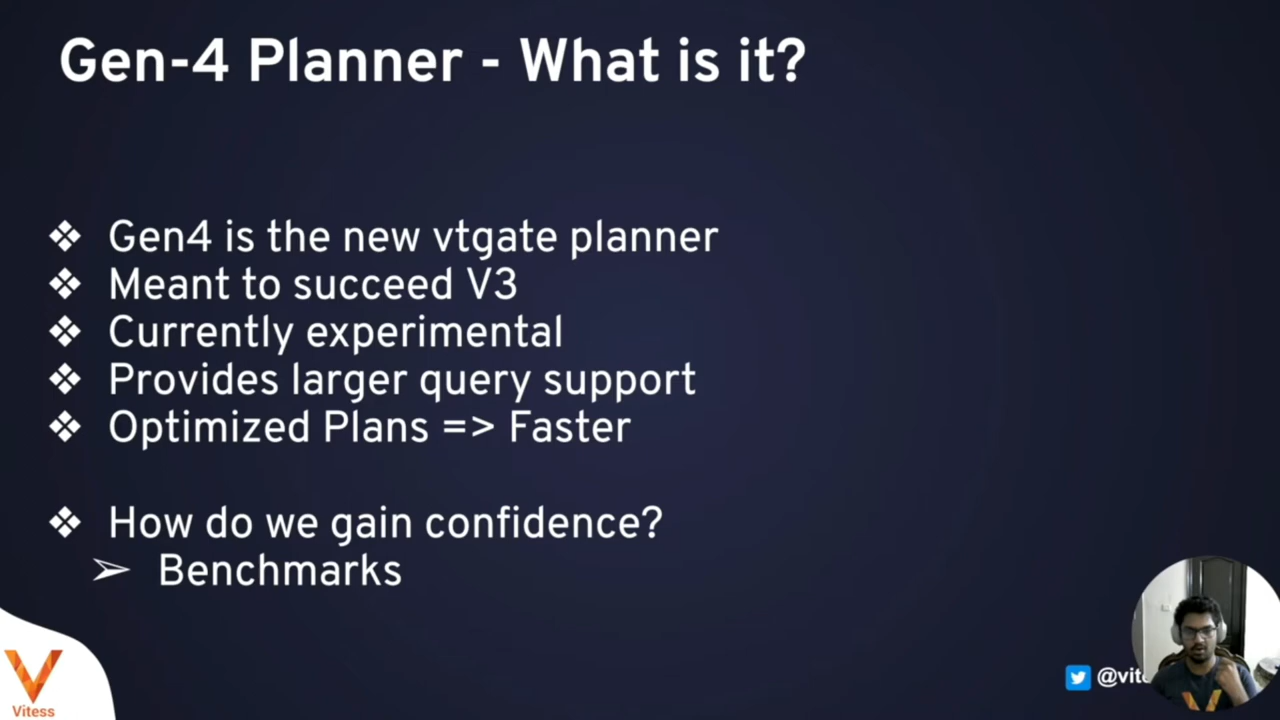 Gen-4 Planner - What is it?
❖ Gen4 is the new vtgate planner
❖ Meant to succeed V3
❖ Currently experimental
❖ Provides larger query support
❖ Optimized Plans => Faster
❖ How do we gain confidence?
➢ Benchmarks
Vitess